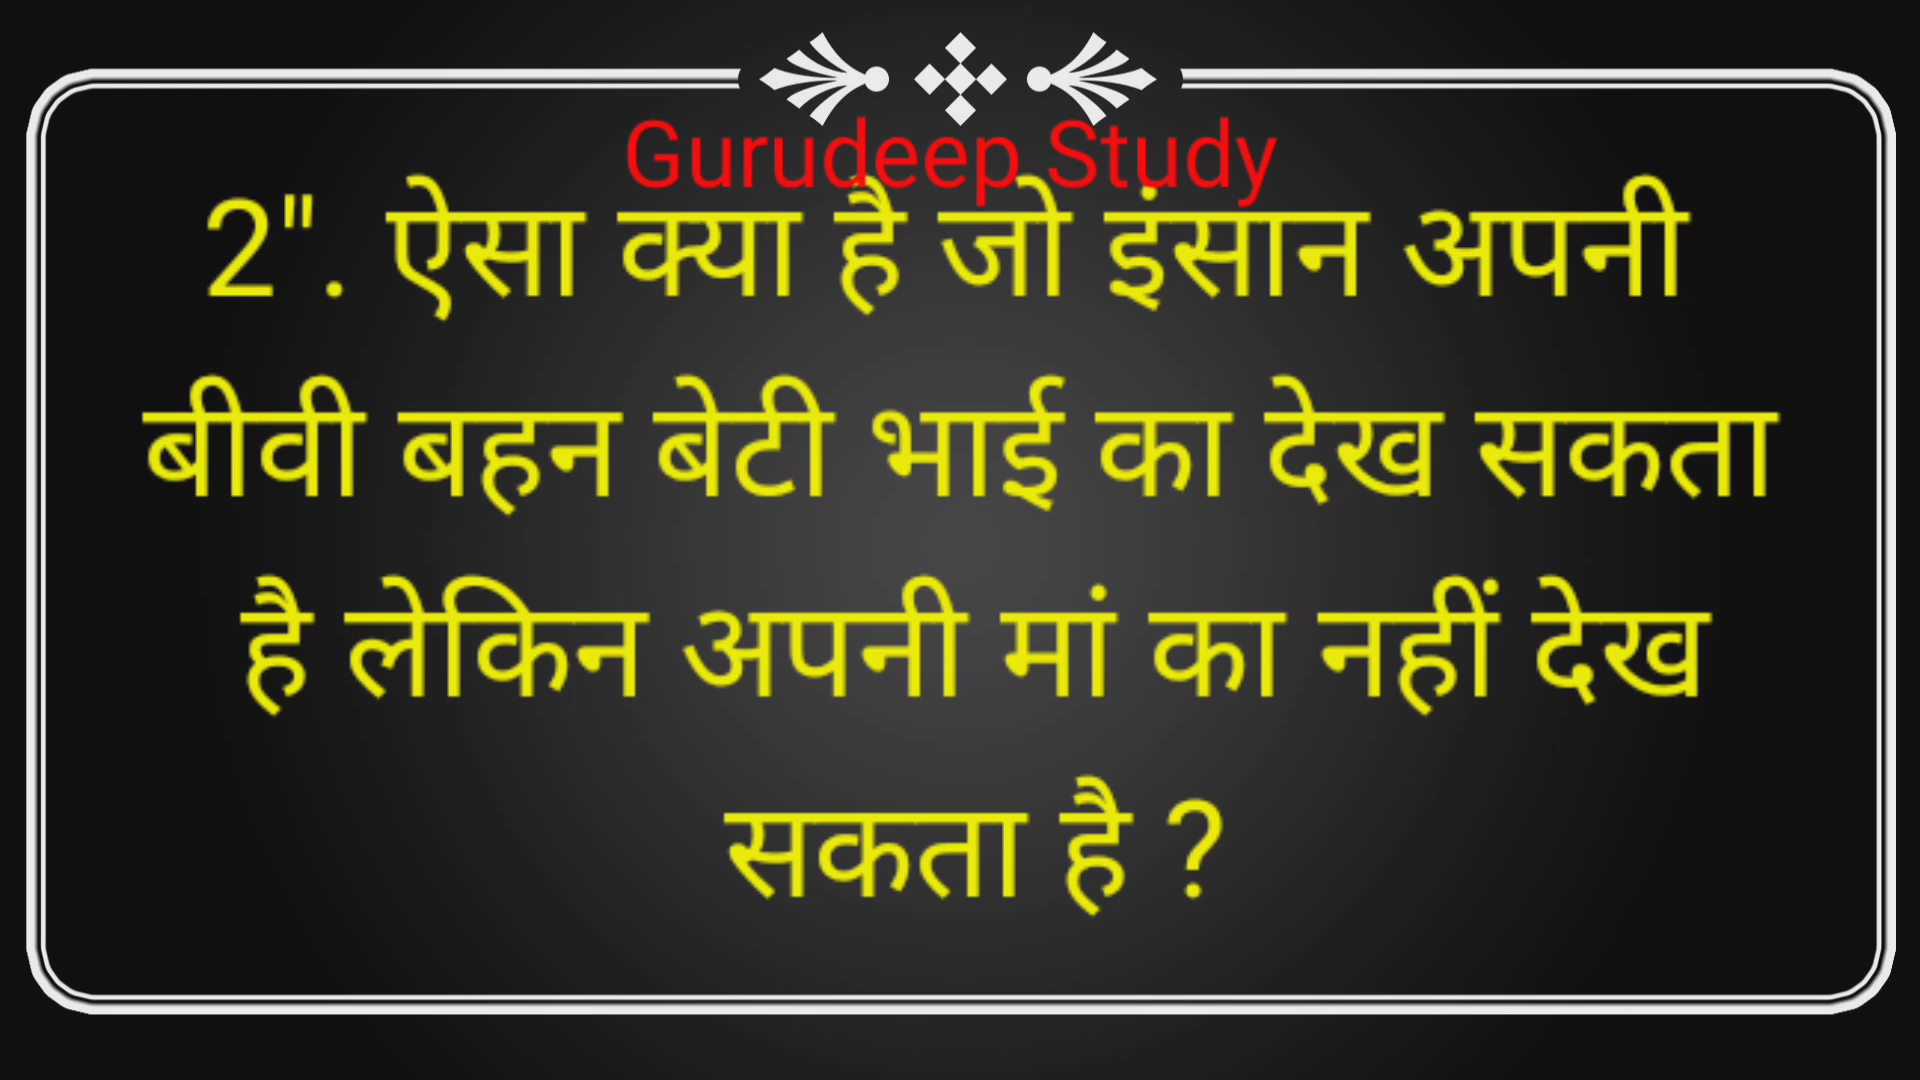 Gurudeep Study
2". ऐसा क्या है जो इंसान अपनी
बीवी बहन बेटी भाई का देख सकता
है लेकिन अपनी मां का नहीं देख
सकता है ?